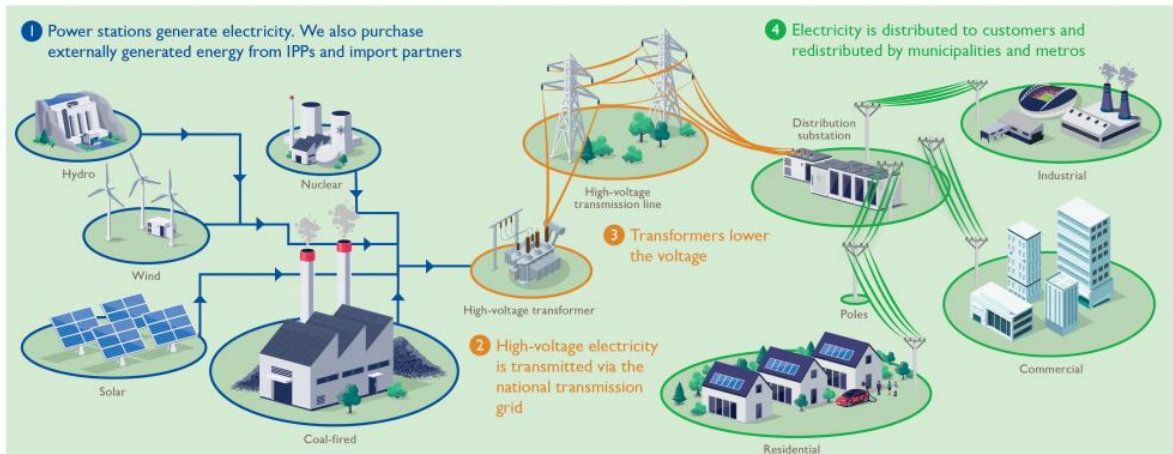 1 Power stations generate electricity. We also purchase
externally generated energy from IPPs and import partners
Hydro
Nuclear
Wind
Solar
Coal-fired
High-voltage transformer
2 High-voltage electricity
is transmitted via the
national transmission
grid
High-voltage
transmission line
3 Transformers lower
the voltage
4 Electricity is distributed to customers and
redistributed by municipalities and metros
Distribution
substation
Industrial
Poles
Commercial
Residential